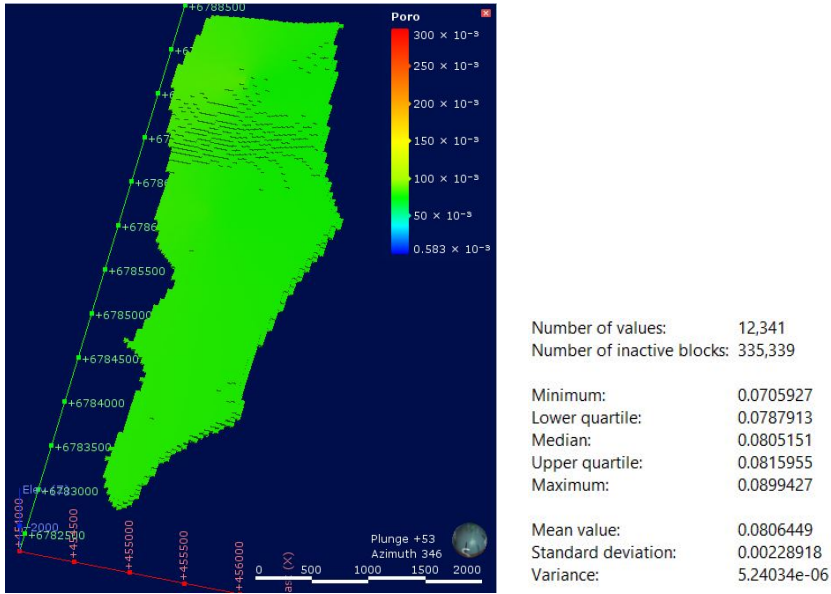 +6788500
Poro
300 × 10⁻³
250 × 10⁻³
200 × 10⁻³
150 × 10⁻³
100 × 10⁻³
50 × 10⁻³
0.583 × 10⁻³
+6785500
+6785000
+6784500
+6784000
+6783500
+6783000
+6782500
+454500
+455000
+455500
+456000
Plunge +53
Azimuth 346
0 500 1000 1500 2000
Number of values: 12,341
Number of inactive blocks: 335,339
Minimum: 0.0705927
Lower quartile: 0.0787913
Median: 0.0805151
Upper quartile: 0.0815955
Maximum: 0.0899427
Mean value: 0.0806449
Standard deviation: 0.00228918
Variance: 5.24034e-06